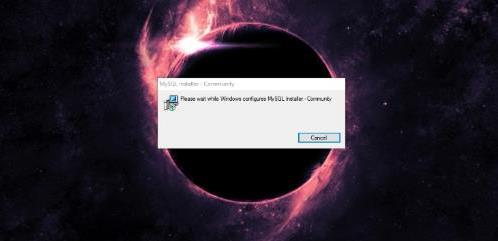 MySQL Installer - Community
Please wait while Windows configures MySQL Installer - Community
Cancel